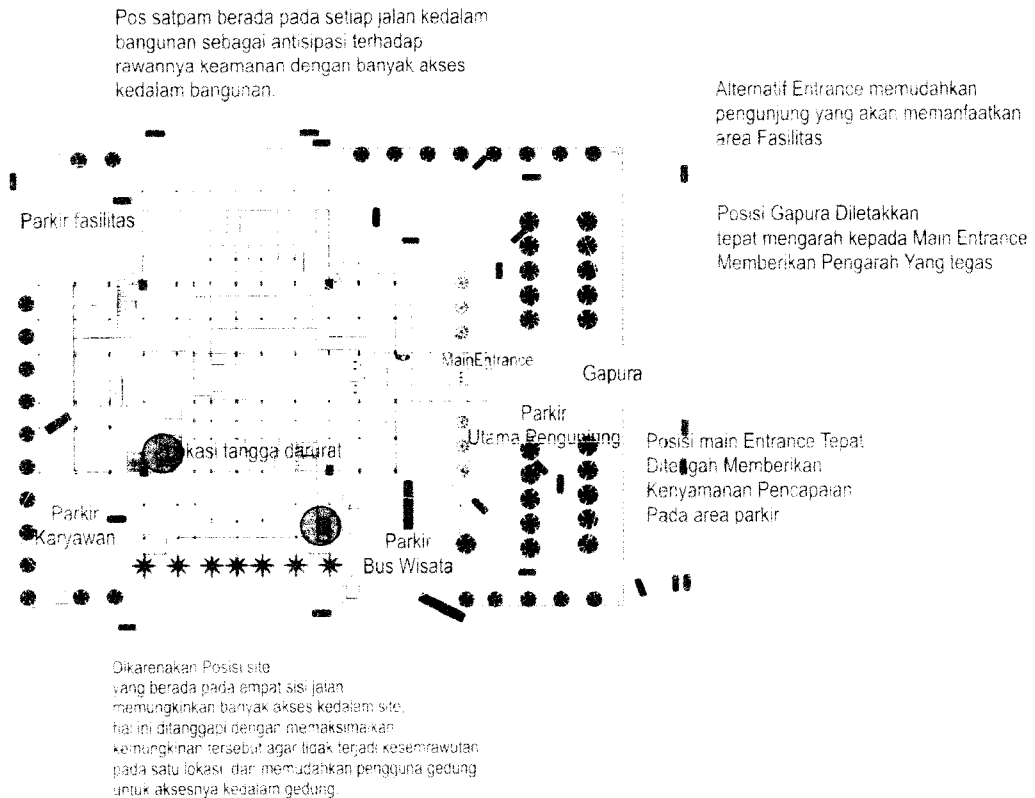 Pos satpam berada pada setiap jalan kedalam
bangunan sebagai antisipasi terhadap
rawannya keamanan dengan banyak akses
kedalam bangunan.
Alternatif Entrance memudahkan
pengunjung yang akan memanfaatkan
area Fasilitas
Parkir fasilitas
Posisi Gapura Diletakkan
tepat mengarah kepada Main Entrance
Memberikan Pengarah Yang tegas
MainEntrance
Gapura
Parkir
Utama Pengunjung
kasi tangga darurat
Posisi main Entrance Tepat
Ditengah Memberikan
Kenyamanan Pencapaian
Pada area parkir
Parkir
Karyawan
Parkir
Bus Wisata
Dikarenakan Posisi site
yang berada pada empat sisi jalan
memungkinkan banyak akses kedalam site,
hal ini ditanggapi dengan memaksimalkan
kemungkinan tersebut agar tidak terjadi kesemrawutan
pada satu lokasi dan memudahkan pengguna gedung
untuk aksesnya kedalam gedung.